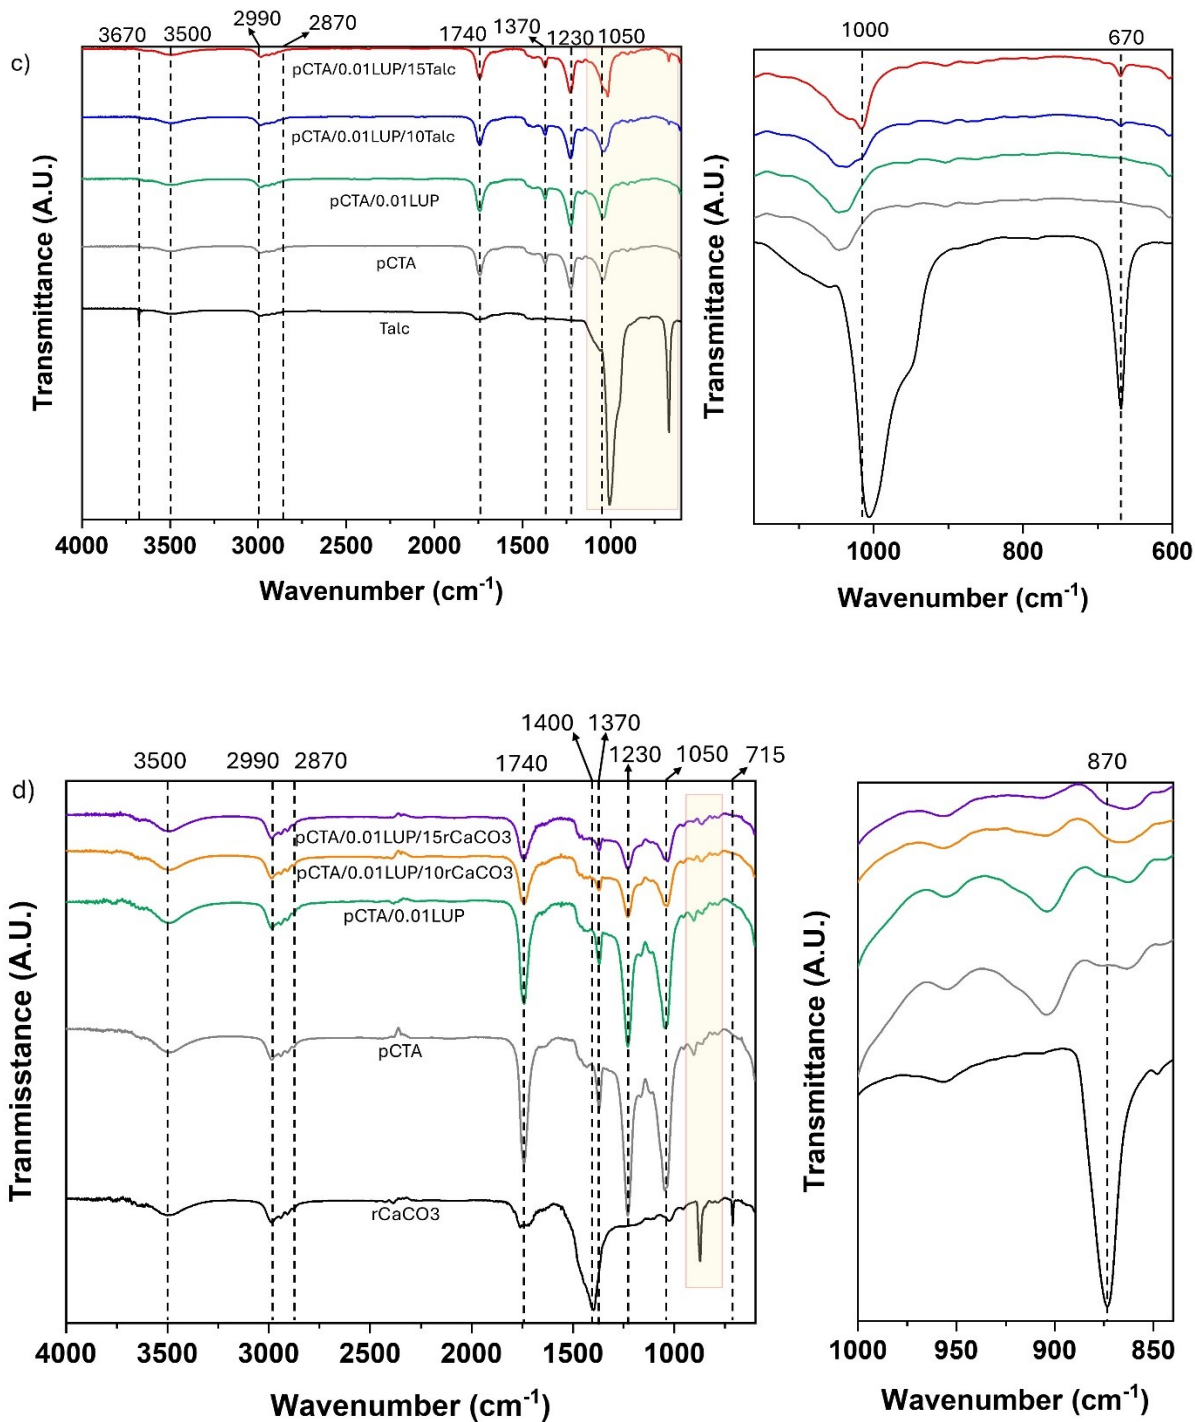 c)
3670
3500
2990
2870
1740
1370
1230
1050
pCTA/0.01LUP/15Talc
pCTA/0.01LUP/10Talc
pCTA/0.01LUP
pCTA
Talc
Transmittance (A.U.)
4000 3500 3000 2500 2000 1500 1000
Wavenumber (cm-1)
1000
670
Transmittance (A.U.)
1000 800 600
Wavenumber (cm-1)
d)
3500
2990
2870
1740
1400
1370
1230
1050
715
pCTA/0.01LUP/15rCaCO3
pCTA/0.01LUP/10rCaCO3
pCTA/0.01LUP
pCTA
rCaCO3
Tranmisstance (A.U.)
4000 3500 3000 2500 2000 1500 1000
Wavenumber (cm-1)
870
Transmittance (A.U.)
1000 950 900 850
Wavenumber (cm-1)